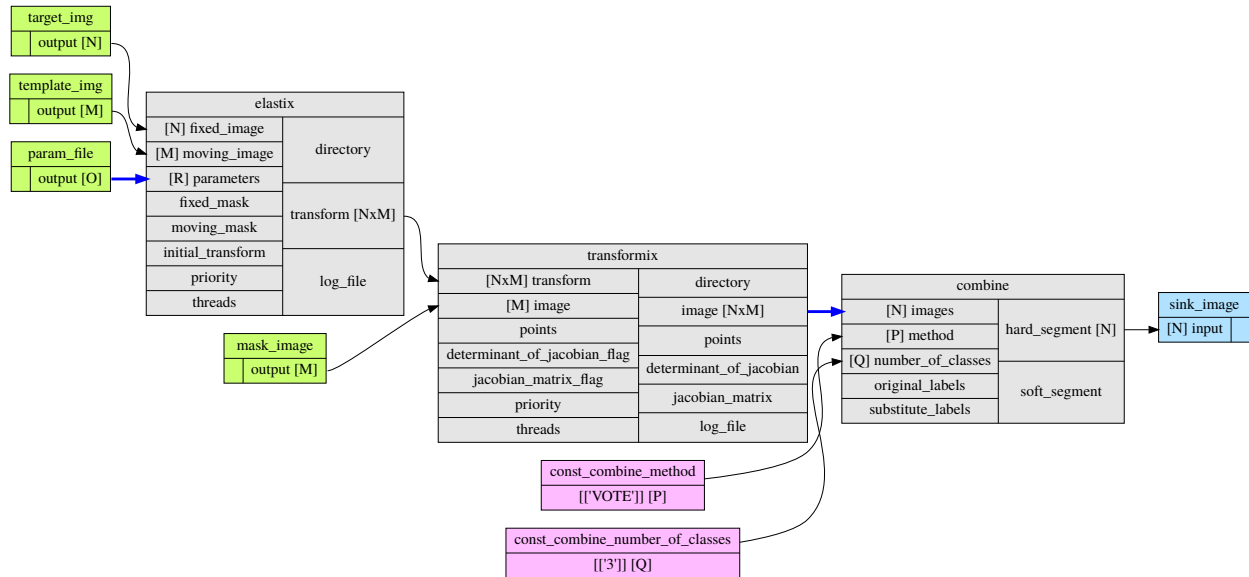 target_img
output [N]
template_img
output [M]
param_file
output [O]
elastix
[N] fixed_image
[M] moving_image
[R] parameters
fixed_mask
moving_mask
initial_transform
priority
threads
directory
transform [NxM]
log_file
mask_image
output [M]
transformix
[NxM] transform
[M] image
points
determinant_of_jacobian_flag
jacobian_matrix_flag
priority
threads
directory
image [NxM]
points
determinant_of_jacobian
jacobian_matrix
log_file
const_combine_method
[['VOTE']] [P]
const_combine_number_of_classes
[['3']] [Q]
combine
[N] images
[P] method
[Q] number_of_classes
original_labels
substitute_labels
hard_segment [N]
soft_segment
sink_image
[N] input